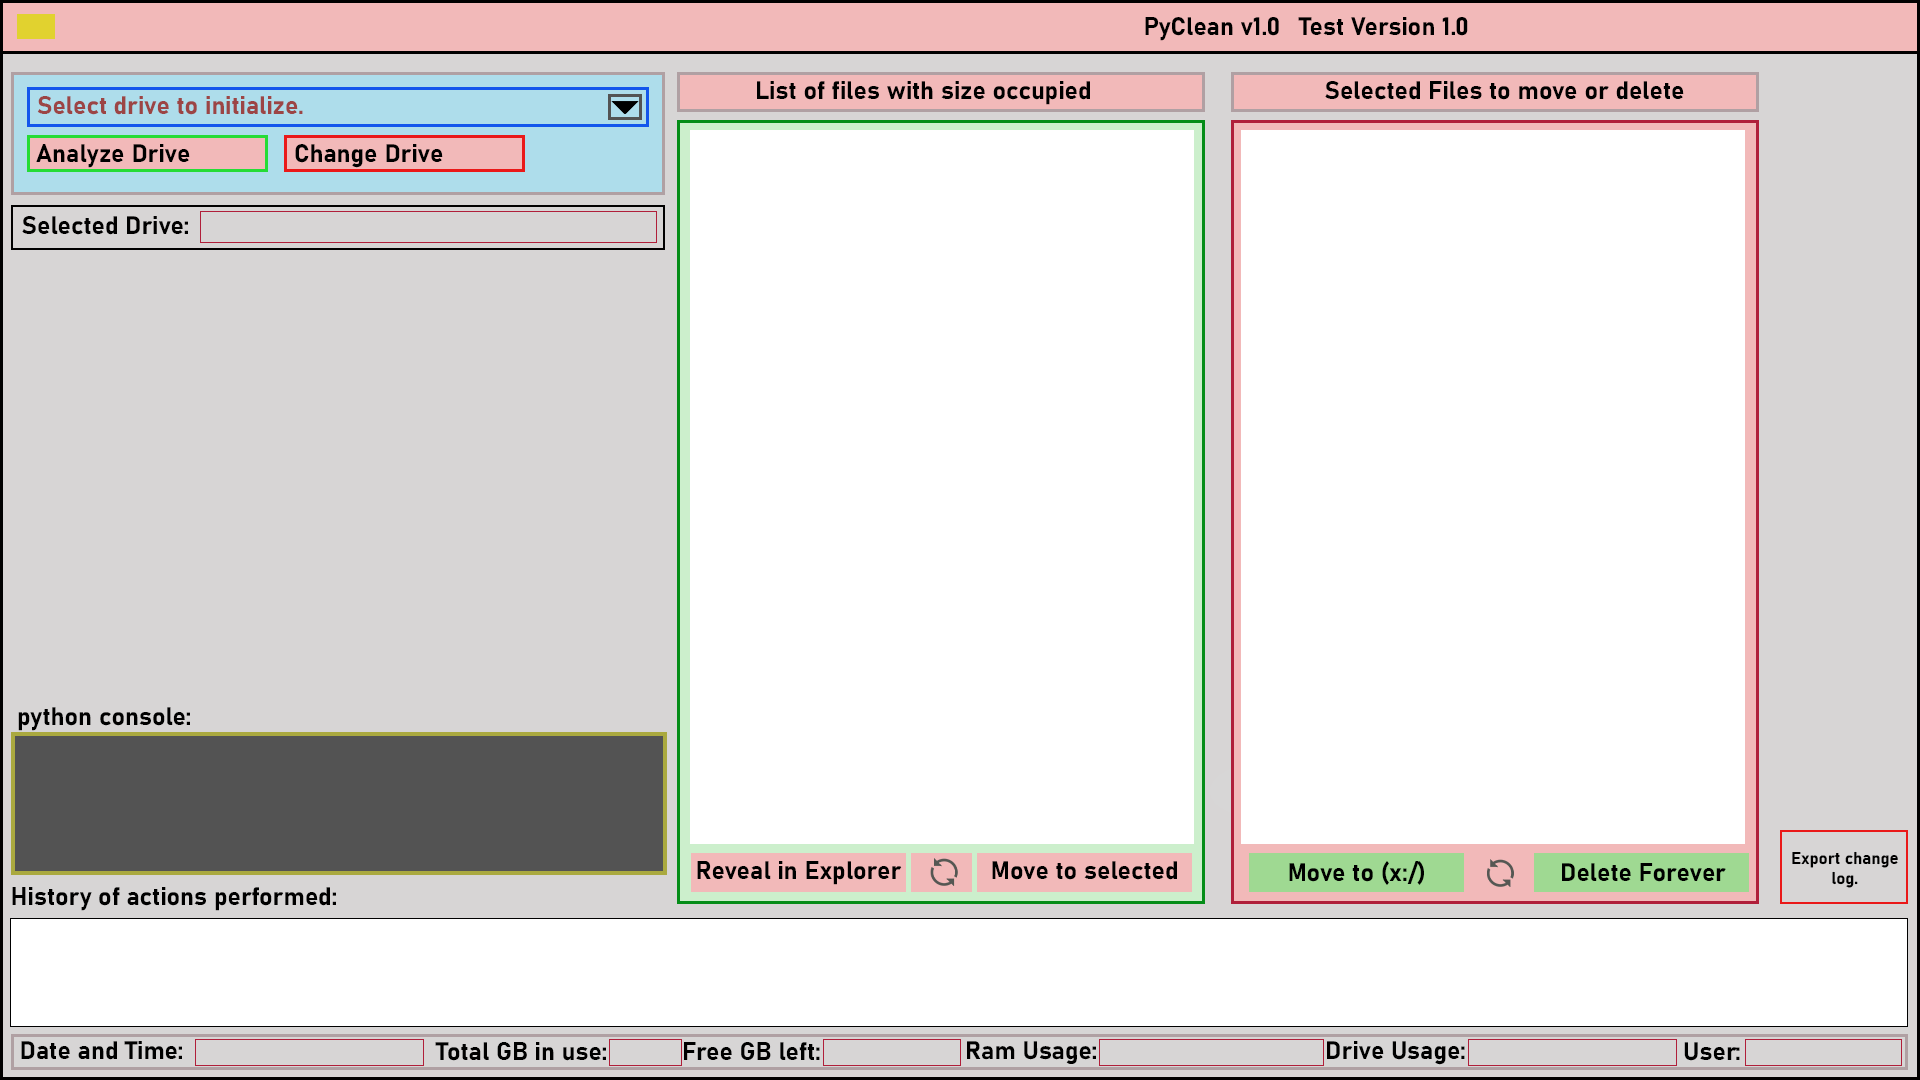 PyClean v1.0 Test Version 1.0
Select drive to initialize.
Analyze Drive
Change Drive
Selected Drive:
List of files with size occupied
Selected Files to move or delete
python console:
Reveal in Explorer
Move to selected
Move to (x:/)
Delete Forever
Export change
log.
History of actions performed:
Date and Time:
Total GB in use:
Free GB left:
Ram Usage:
Drive Usage:
User: